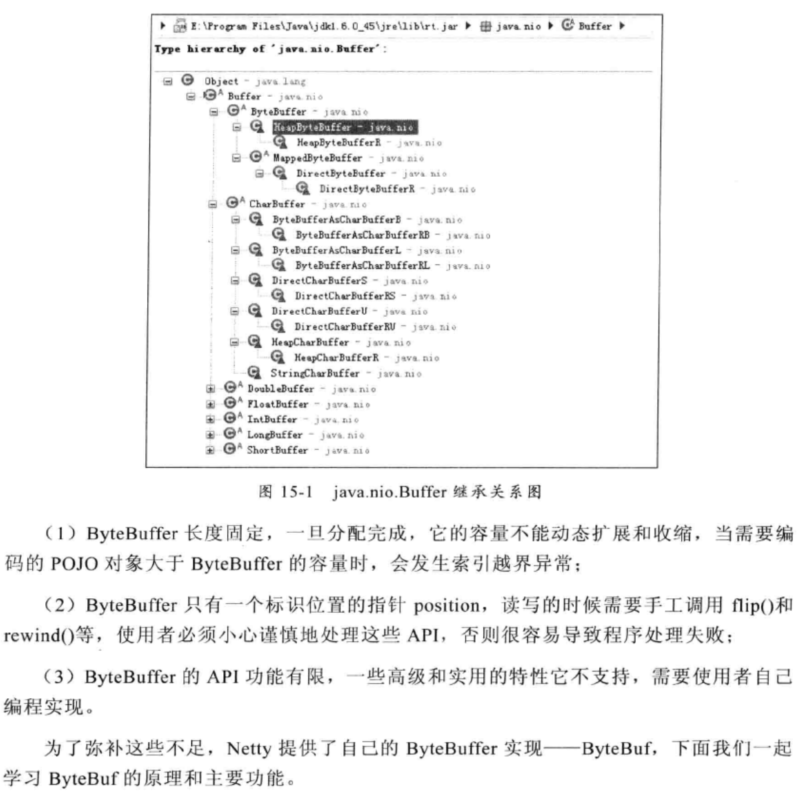 E:\Program Files\Java\jdk1.6.0_45\jre\lib\rt.jar java.nio Buffer
Type hierarchy of 'java.nio.Buffer':
Object - java.lang
Buffer - java.nio
ByteBuffer - java.nio
HeapByteBuffer - java.nio
HeapByteBufferR - java.nio
MappedByteBuffer - java.nio
DirectByteBuffer - java.nio
DirectByteBufferR - java.nio
CharBuffer - java.nio
ByteBufferAsCharBufferB - java.nio
ByteBufferAsCharBufferRB - java.nio
ByteBufferAsCharBufferL - java.nio
ByteBufferAsCharBufferRL - java.nio
DirectCharBufferS - java.nio
DirectCharBufferRS - java.nio
DirectCharBufferU - java.nio
DirectCharBufferRU - java.nio
HeapCharBuffer - java.nio
HeapCharBufferR - java.nio
StringCharBuffer - java.nio
DoubleBuffer - java.nio
FloatBuffer - java.nio
IntBuffer - java.nio
LongBuffer - java.nio
ShortBuffer - java.nio
图 15-1 java.nio.Buffer 继承关系图
（1）ByteBuffer 长度固定，一旦分配完成，它的容量不能动态扩展和收缩，当需要编
码的 POJO 对象大于 ByteBuffer 的容量时，会发生索引越界异常；
（2）ByteBuffer 只有一个标识位置的指针 position，读写的时候需要手工调用 flip()和
rewind()等，使用者必须小心谨慎地处理这些 API，否则很容易导致程序处理失败；
（3）ByteBuffer 的 API 功能有限，一些高级和实用的特性它不支持，需要使用者自己
编程实现。
为了弥补这些不足，Netty 提供了自己的 ByteBuffer 实现——ByteBuf，下面我们一起
学习 ByteBuf 的原理和主要功能。